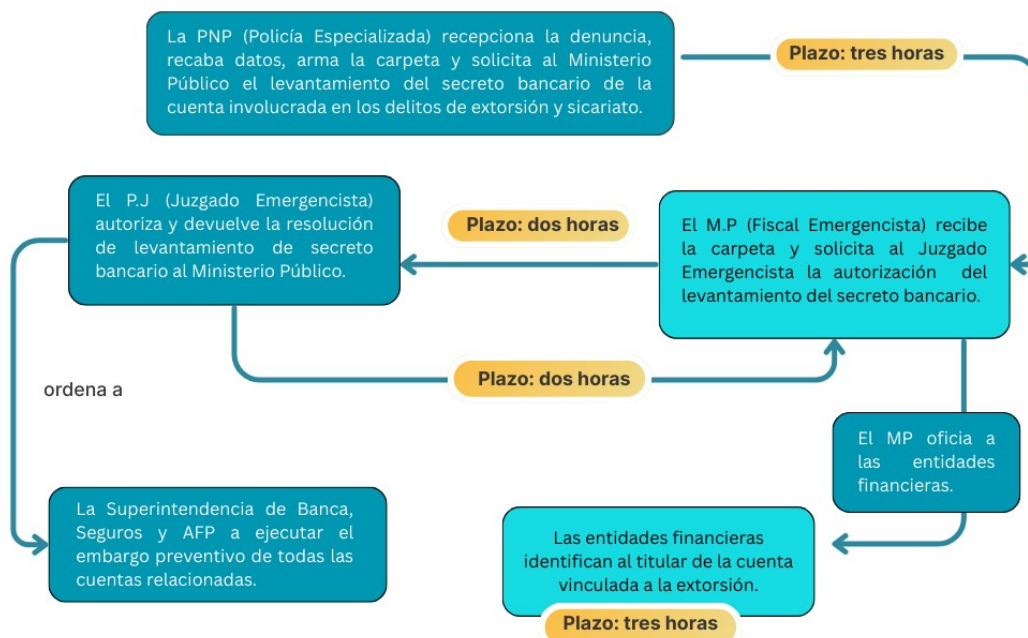 La PNP (Policía Especializada) recepciona la denuncia,
recaba datos, arma la carpeta y solicita al Ministerio
Público el levantamiento del secreto bancario de la
cuenta involucrada en los delitos de extorsión y sicariato.
Plazo: tres horas
El P.J (Juzgado Emergencista)
autoriza y devuelve la resolución
de levantamiento de secreto
bancario al Ministerio Público.
Plazo: dos horas
El M.P (Fiscal Emergencista) recibe
la carpeta y solicita al Juzgado
Emergencista la autorización del
levantamiento del secreto bancario.
Plazo: dos horas
ordena a
El MP oficia a
las entidades
financieras.
La Superintendencia de Banca,
Seguros y AFP a ejecutar el
embargo preventivo de todas las
cuentas relacionadas.
Las entidades financieras
identifican al titular de la cuenta
vinculada a la extorsión.
Plazo: tres horas